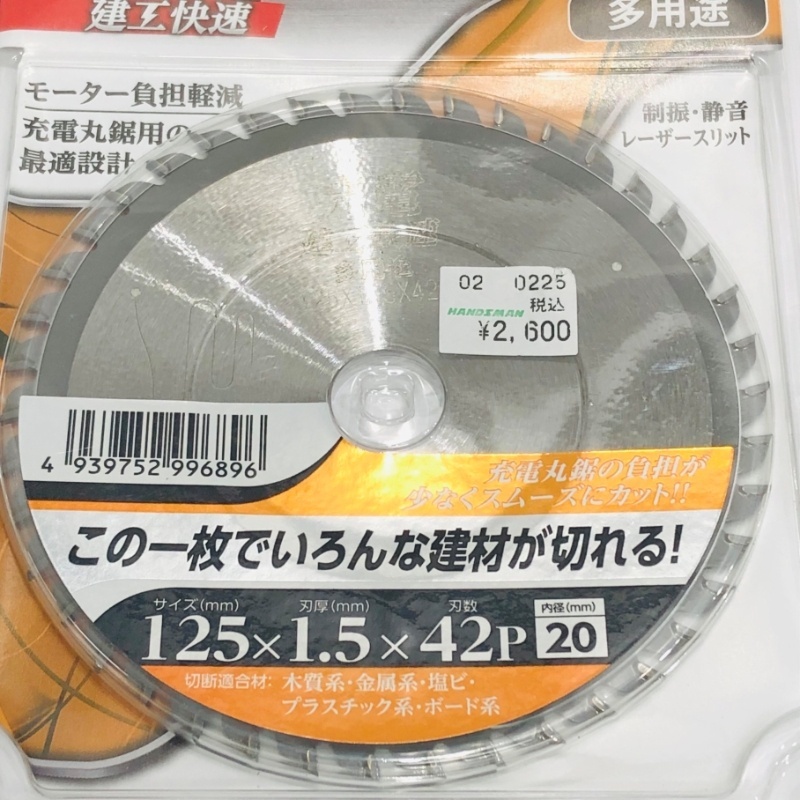 建工快速
多用途
モーター負担軽減
充電丸鋸用の
最適設計
制振・静音
レーザースリット
02 0225
HANDSMAN 税込
¥2,600
4 939752 996896
充電丸鋸の負担が
少なくスムーズにカット!!
この一枚でいろんな建材が切れる!
サイズ(mm) 刃厚(mm) 刃数 内径(mm)
125×1.5×42P 20
切断適合材: 木質系・金属系・塩ビ・
プラスチック系・ボード系